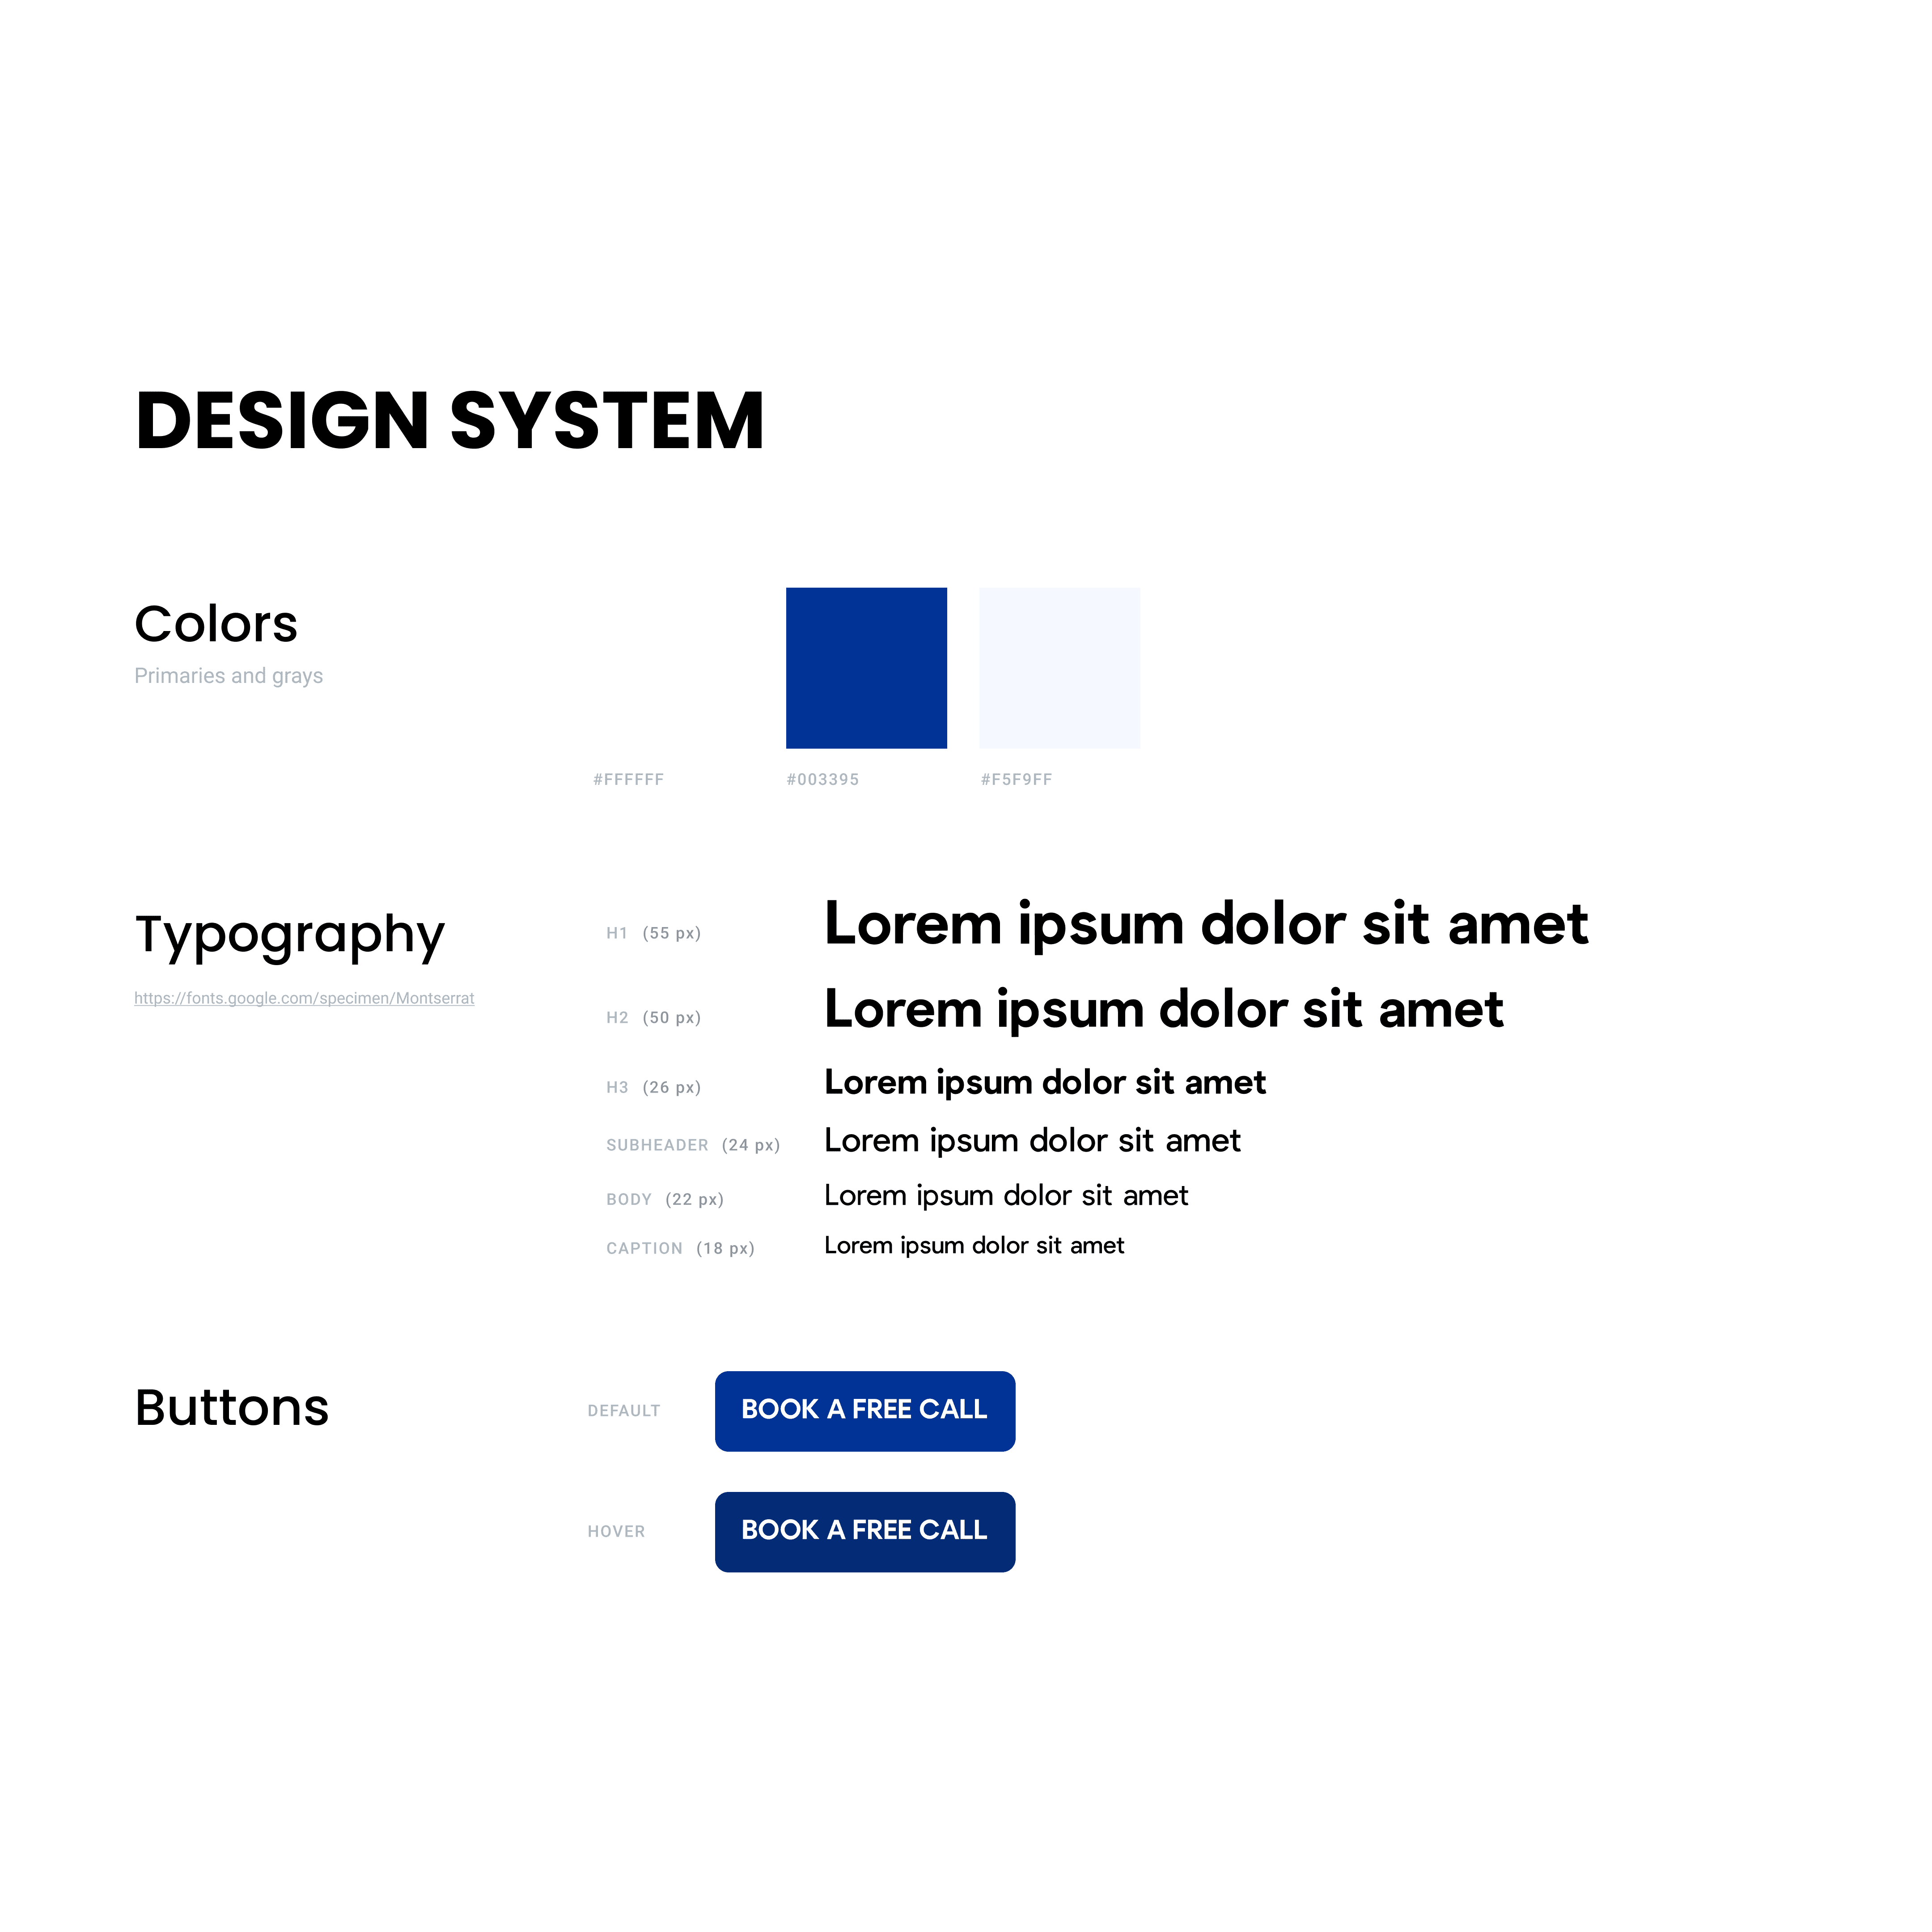 DESIGN SYSTEM
Colors
Primaries and grays
#FFFFFF
#003395
#F5F9FF
Typography
https://fonts.google.com/specimen/Montserrat
H1 (55 px) Lorem ipsum dolor sit amet
H2 (50 px) Lorem ipsum dolor sit amet
H3 (26 px) Lorem ipsum dolor sit amet
SUBHEADER (24 px) Lorem ipsum dolor sit amet
BODY (22 px) Lorem ipsum dolor sit amet
CAPTION (18 px) Lorem ipsum dolor sit amet
Buttons
DEFAULT BOOK A FREE CALL
HOVER BOOK A FREE CALL